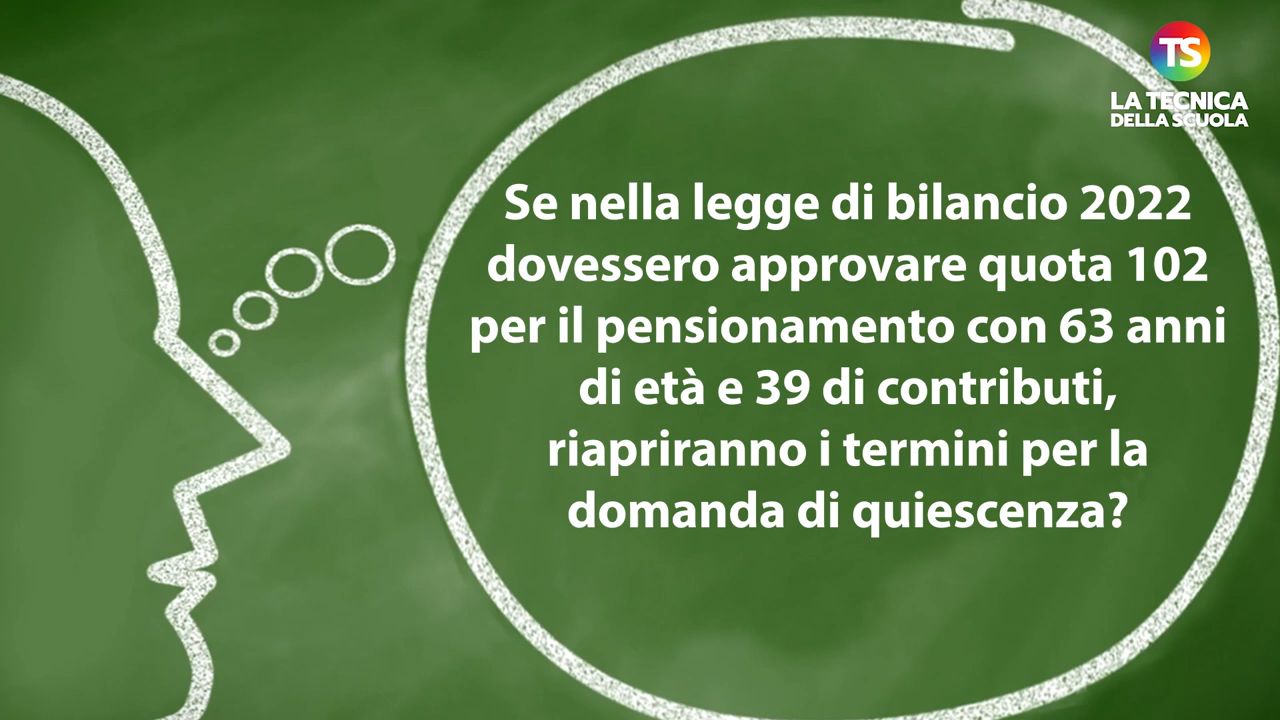 TS
LA TECNICA
DELLA SCUOLA
Se nella legge di bilancio 2022
dovessero approvare quota 102
per il pensionamento con 63 anni
di età e 39 di contributi,
riapriranno i termini per la
domanda di quiescenza?